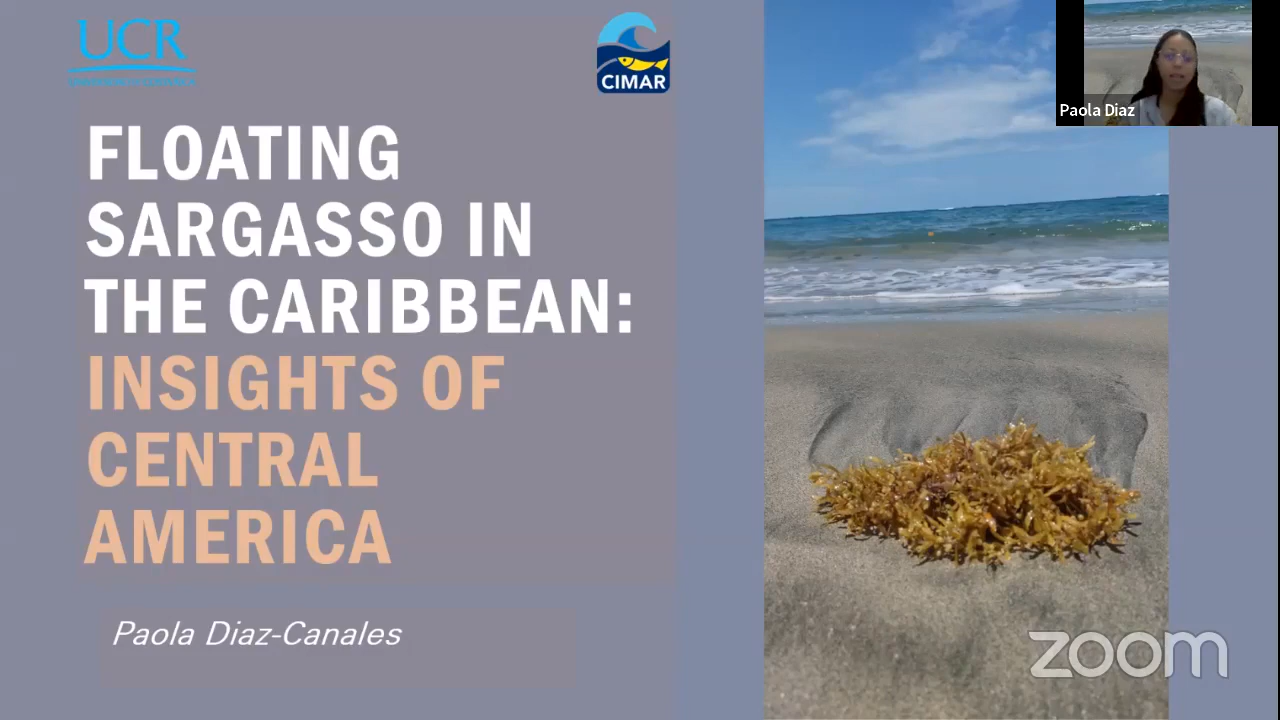 UCR
CIMAR
Paola Diaz
FLOATING
SARGASSO IN
THE CARIBBEAN:
INSIGHTS OF
CENTRAL
AMERICA
Paola Diaz-Canales
zoom